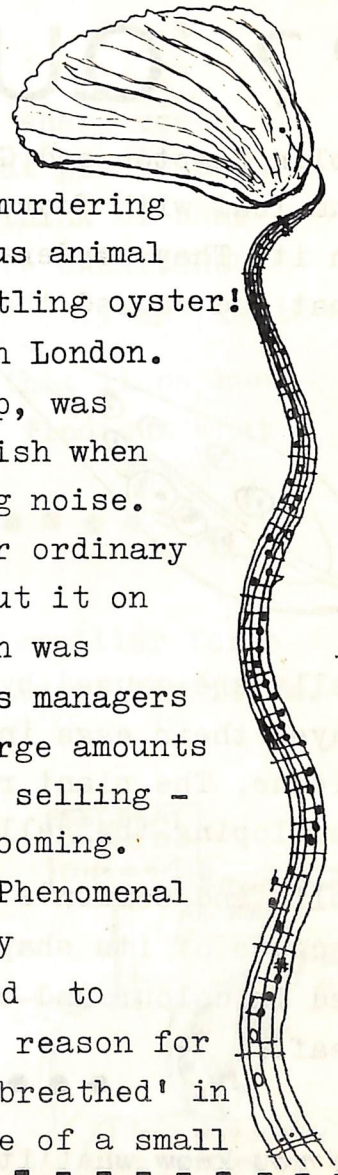 murdering
us animal
tling oyster!
n London.
p, was
ish when
g noise.
r ordinary
ut it on
n was
s managers
rge amounts
selling -
ooming.
Phenomenal
y
d to
reason for
breathed' in
e of a small